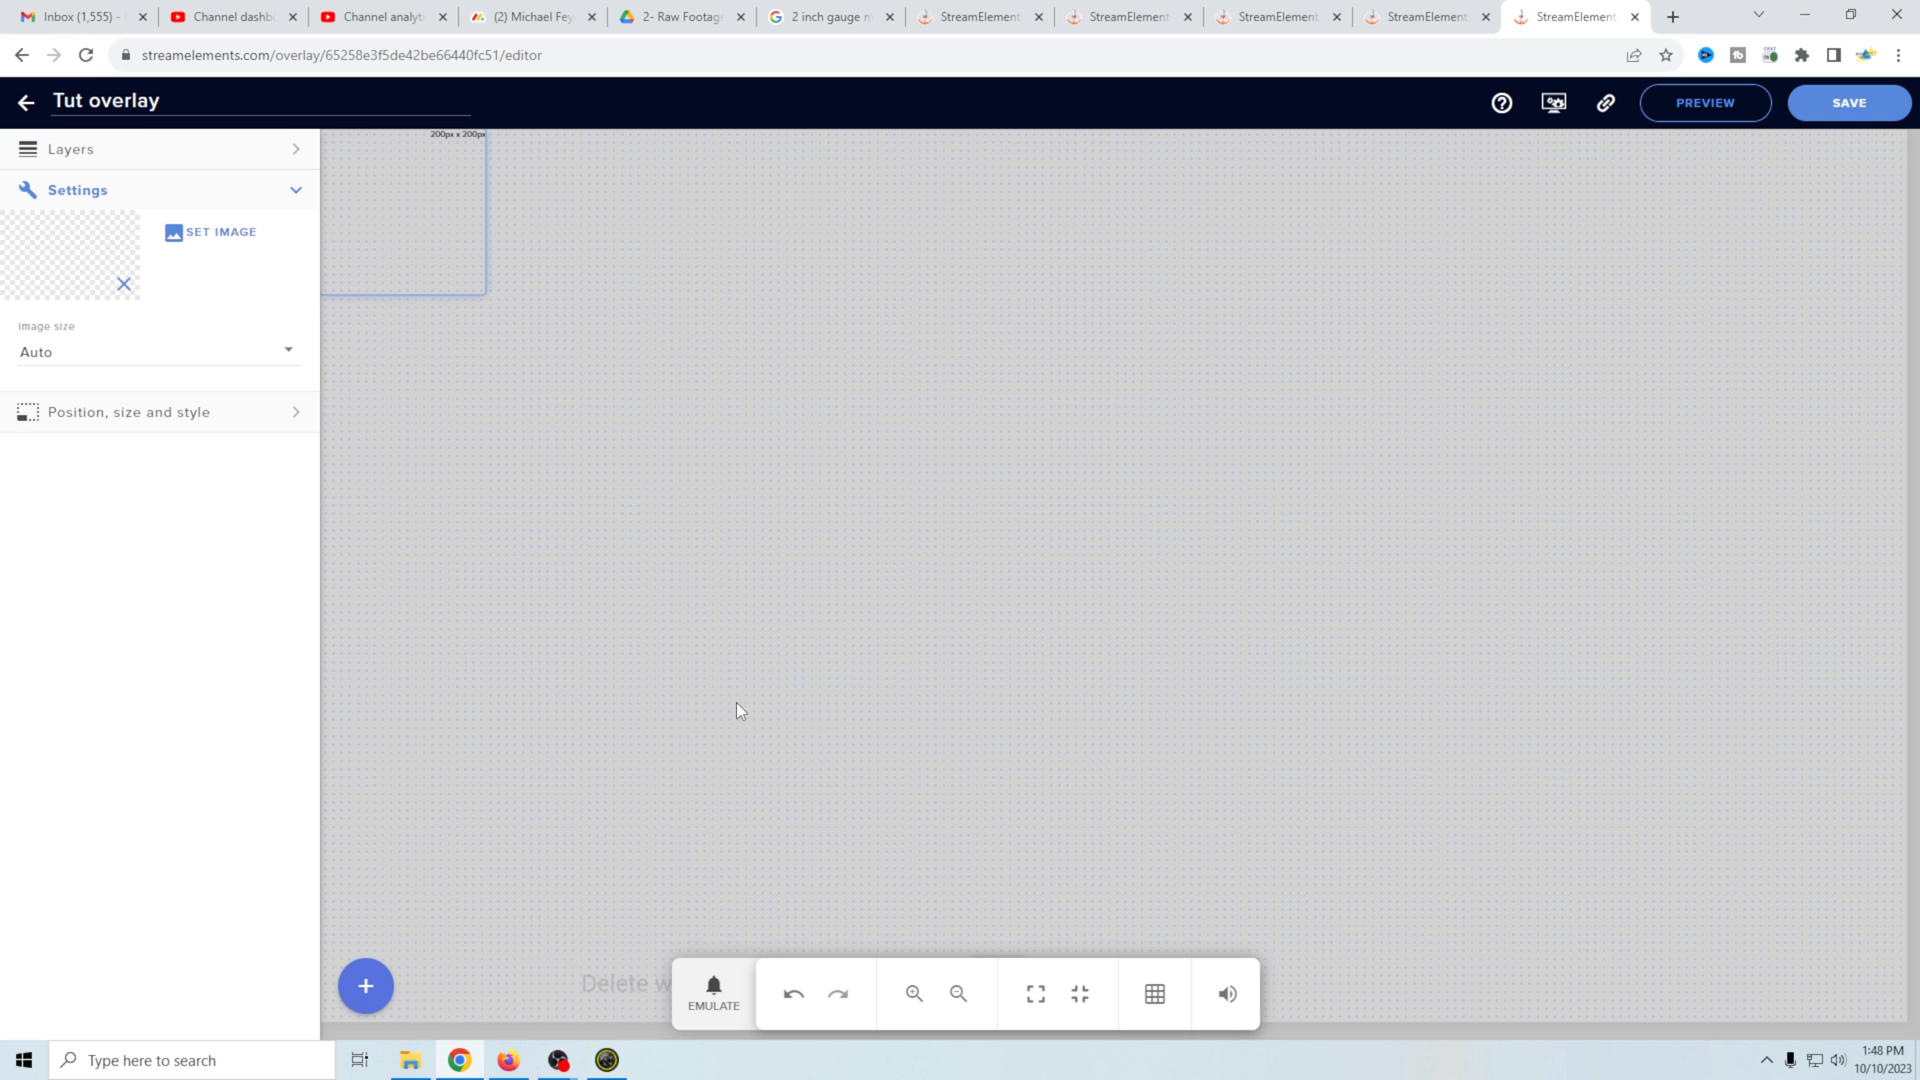 Inbox (1,555) -
Channel dashb
Channel analyt
(2) Michael Fey
2- Raw Footag
2 inch gauge m
StreamElement
StreamElement
StreamElement
StreamElement
StreamElement
streamelements.com/overlay/65258e3f5de42be66440fc51/editor
Tut overlay
PREVIEW
SAVE
Layers
200px x 200px
Settings
SET IMAGE
Image size
Auto
Position, size and style
Delete w
EMULATE
Type here to search
1:48 PM
10/10/2023